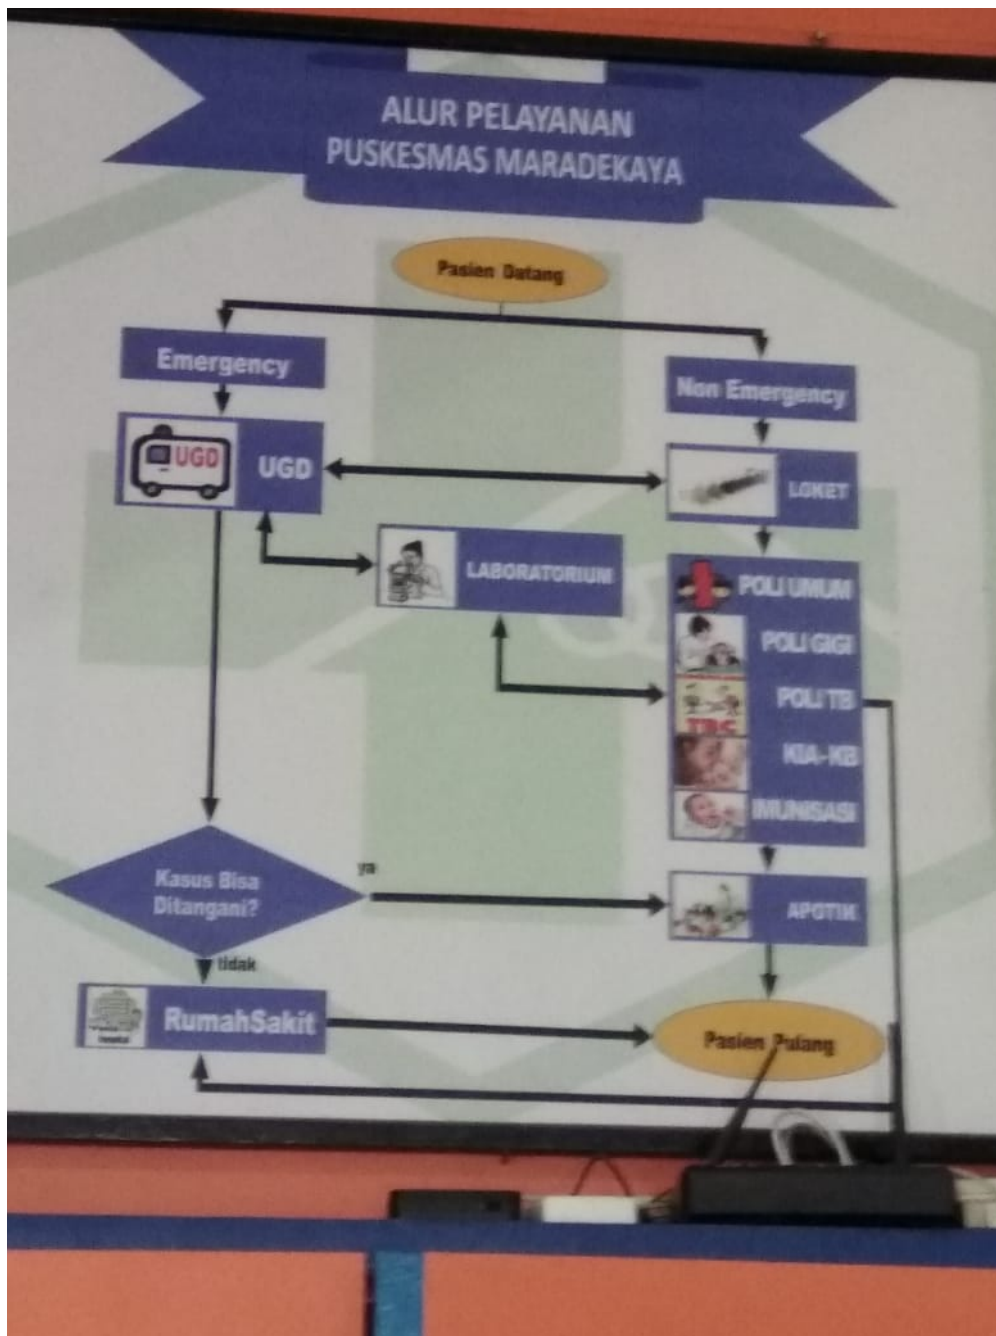 ALUR PELAYANAN
PUSKESMAS MARADEKAYA
Pasien Datang
Emergency
Non Emergency
UGD
UGD
LOKET
LABORATORIUM
POLI UMUM
POLI GIGI
POLI TB
TBC
KIA-KB
IMUNISASI
Kasus Bisa
Ditangani?
ya
APOTIK
tidak
RumahSakit
Pasien Pulang